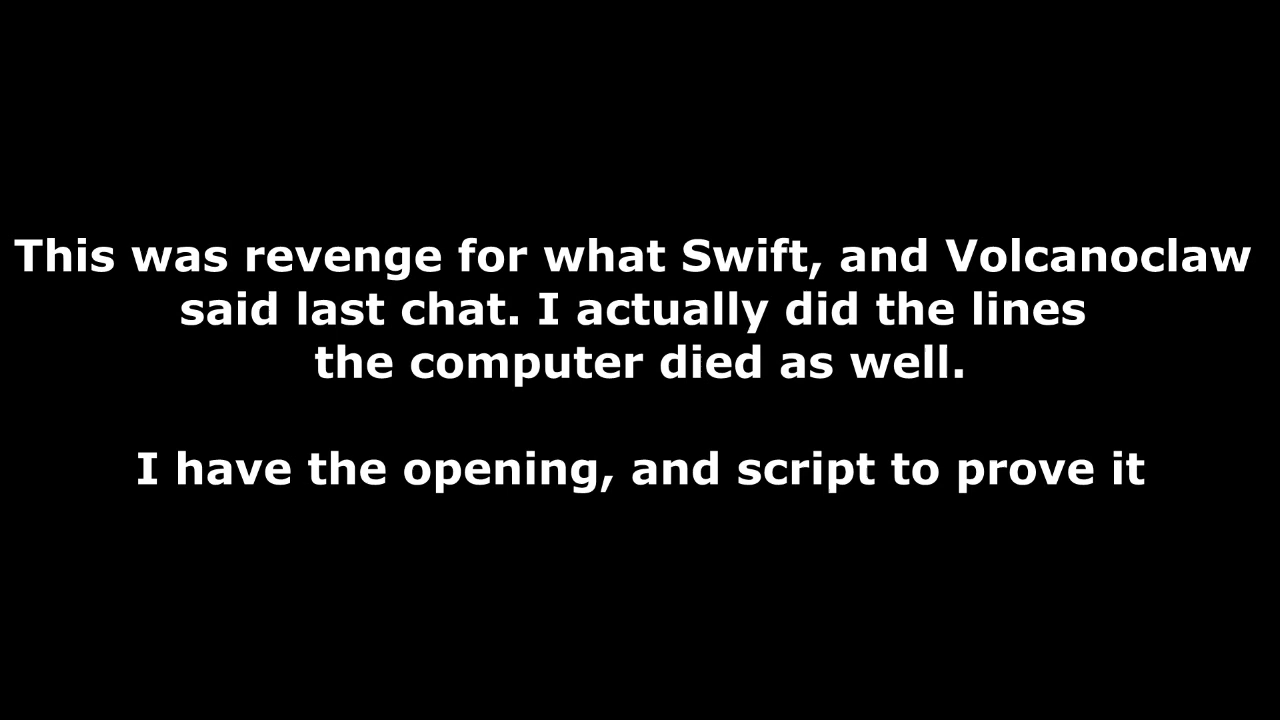 This was revenge for what Swift, and Volcanoclaw
said last chat. I actually did the lines
the computer died as well.
I have the opening, and script to prove it